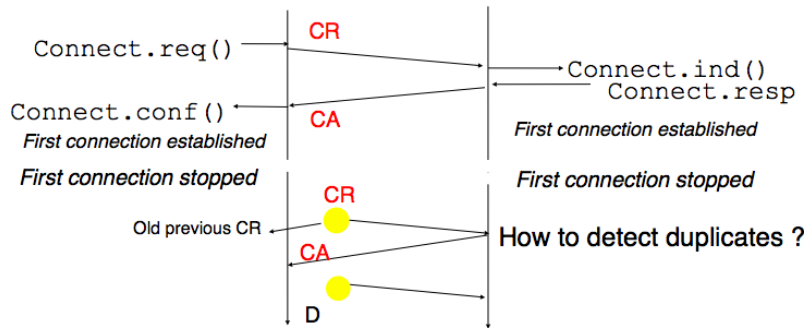 CR
Connect.req()
Connect.ind()
Connect.resp
Connect.conf()
CA
First connection established
First connection established
First connection stopped
First connection stopped
CR
Old previous CR
How to detect duplicates ?
CA
D